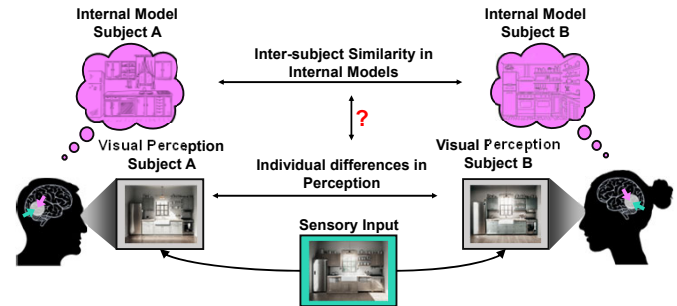 Internal Model
Subject A
Internal Model
Subject B
Inter-subject Similarity in
Internal Models
?
Visual Perception
Subject A
Visual Perception
Subject B
Individual differences in
Perception
Sensory Input